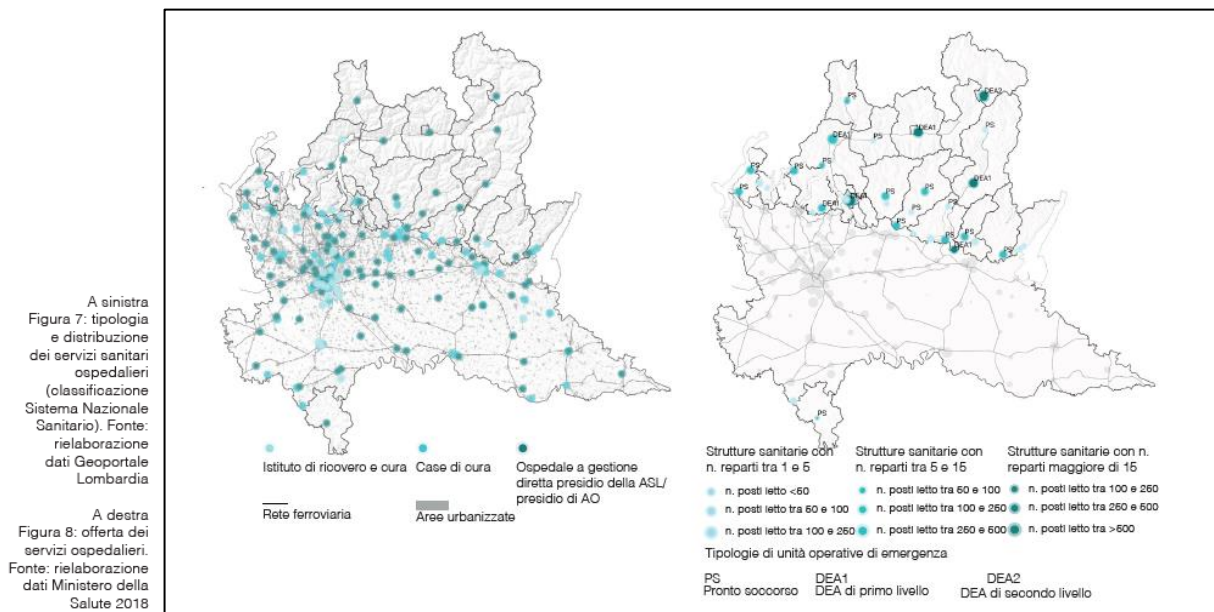 A sinistra
Figura 7: tipologia
e distribuzione
dei servizi sanitari
ospedalieri
(classificazione
Sistema Nazionale
Sanitario). Fonte:
rielaborazione
dati Geoportale
Lombardia
A destra
Figura 8: offerta dei
servizi ospedalieri.
Fonte: rielaborazione
dati Ministero della
Salute 2018
Istituto di ricovero e cura
Case di cura
Ospedale a gestione
diretta presidio della ASL/
presidio di AO
Rete ferroviaria
Aree urbanizzate
PS
DEA2
DEA1
PS
DEA1
PS
PS
PS
PS
DEA1
PS
DEA1
PS
PS
DEA1
PS
PS
PS
PS
DEA1
PS
PS
Strutture sanitarie con
n. reparti tra 1 e 5
n. posti letto <50
n. posti letto tra 50 e 100
n. posti letto tra 100 e 250
Strutture sanitarie con
n. reparti tra 5 e 15
n. posti letto tra 50 e 100
n. posti letto tra 100 e 250
n. posti letto tra 250 e 500
Strutture sanitarie con n.
reparti maggiore di 15
n. posti letto tra 100 e 250
n. posti letto tra 250 e 500
n. posti letto tra >500
Tipologie di unità operative di emergenza
PS
Pronto soccorso
DEA1
DEA di primo livello
DEA2
DEA di secondo livello